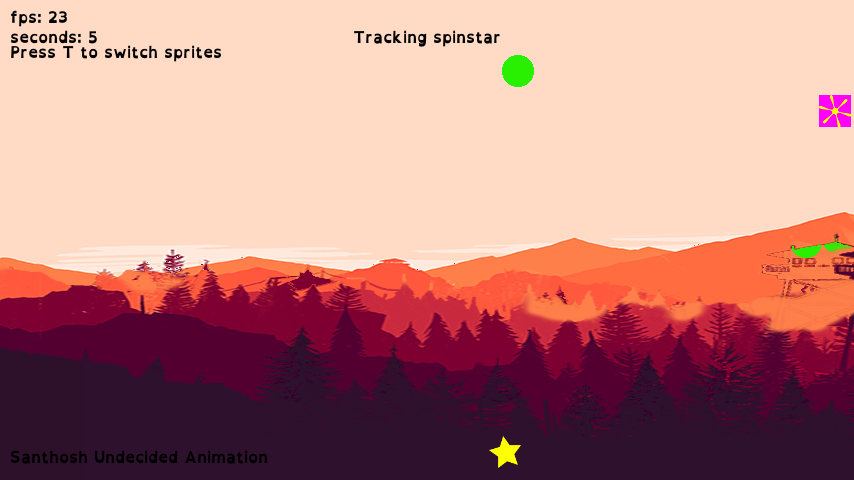 fps: 23
seconds: 5
Tracking spinstar
Press T to switch sprites
Santhosh Undecided Animation